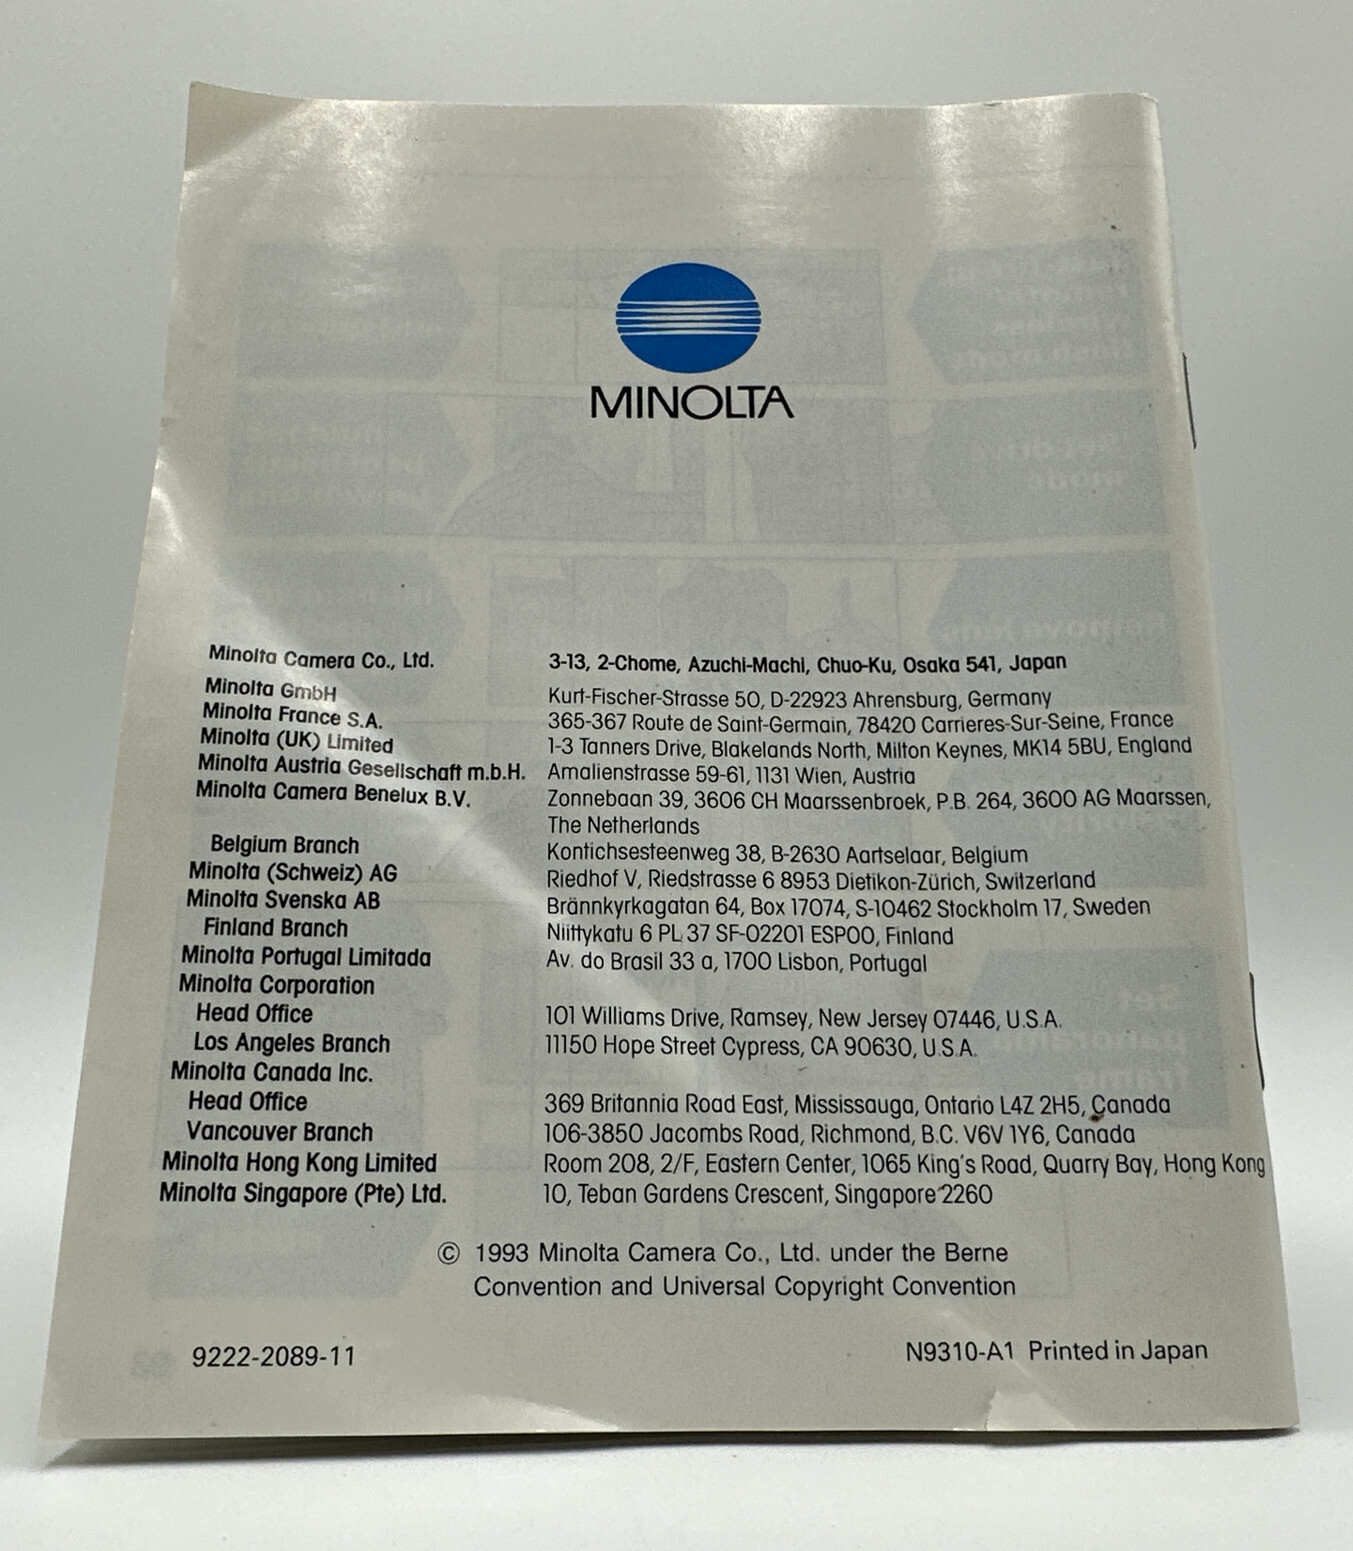 MINOLTA
Minolta Camera Co., Ltd. 3-13, 2-Chome, Azuchi-Machi, Chuo-Ku, Osaka 541, Japan
Minolta GmbH Kurt-Fischer-Strasse 50, D-22923 Ahrensburg, Germany
Minolta France S.A. 365-367 Route de Saint-Germain, 78420 Carrieres-Sur-Seine, France
Minolta (UK) Limited 1-3 Tanners Drive, Blakelands North, Milton Keynes, MK14 5BU, England
Minolta Austria Gesellschaft m.b.H. Amalienstrasse 59-61, 1131 Wien, Austria
Minolta Camera Benelux B.V. Zonnebaan 39, 3606 CH Maarssenbroek, P.B. 264, 3600 AG Maarssen,
The Netherlands
Belgium Branch Kontichsesteenweg 38, B-2630 Aartselaar, Belgium
Minolta (Schweiz) AG Riedhof V, Riedstrasse 6 8953 Dietikon-Zürich, Switzerland
Minolta Svenska AB Brännkyrkagatan 64, Box 17074, S-10462 Stockholm 17, Sweden
Finland Branch Niittykatu 6 PL 37 SF-02201 ESPOO, Finland
Minolta Portugal Limitada Av. do Brasil 33 a, 1700 Lisbon, Portugal
Minolta Corporation
Head Office 101 Williams Drive, Ramsey, New Jersey 07446, U.S.A.
Los Angeles Branch 11150 Hope Street Cypress, CA 90630, U.S.A.
Minolta Canada Inc.
Head Office 369 Britannia Road East, Mississauga, Ontario L4Z 2H5, Canada
Vancouver Branch 106-3850 Jacombs Road, Richmond, B.C. V6V 1Y6, Canada
Minolta Hong Kong Limited Room 208, 2/F, Eastern Center, 1065 King's Road, Quarry Bay, Hong Kong
Minolta Singapore (Pte) Ltd. 10, Teban Gardens Crescent, Singapore 2260
© 1993 Minolta Camera Co., Ltd. under the Berne
Convention and Universal Copyright Convention
9222-2089-11 N9310-A1 Printed in Japan